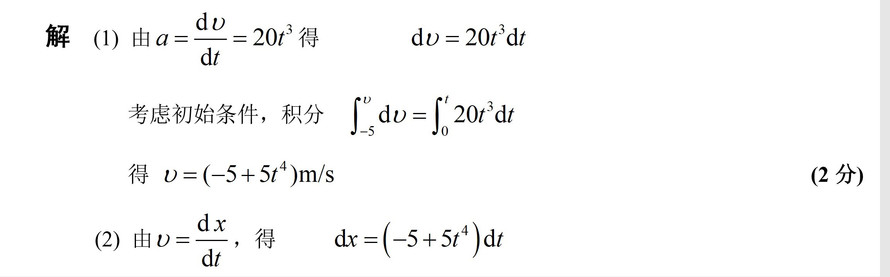 解 (1) 由 a = dυ/dt = 20t³ 得 dυ = 20t³dt
考虑初始条件，积分 ∫₋₅^υ dυ = ∫₀^t 20t³dt
得 υ = (−5 + 5t⁴)m/s (2 分)
(2) 由 υ = dx/dt，得 dx = (−5 + 5t⁴)dt